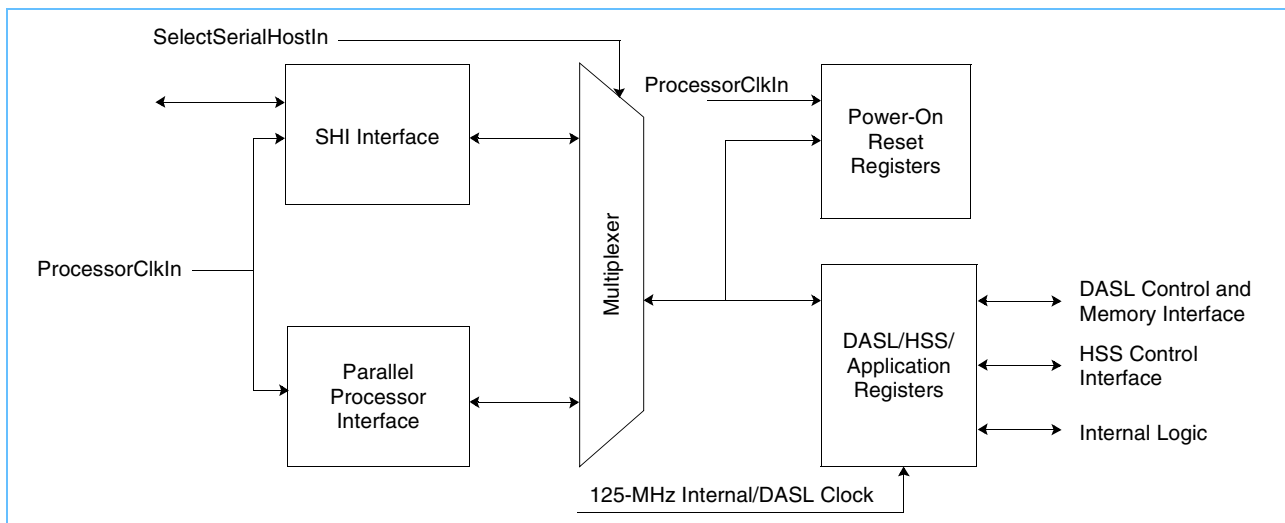 SelectSerialHostIn
SHI Interface
ProcessorClkIn
Parallel
Processor
Interface
Multiplexer
ProcessorClkIn
Power-On
Reset
Registers
DASL/HSS/
Application
Registers
DASL Control and
Memory Interface
HSS Control
Interface
Internal Logic
125-MHz Internal/DASL Clock